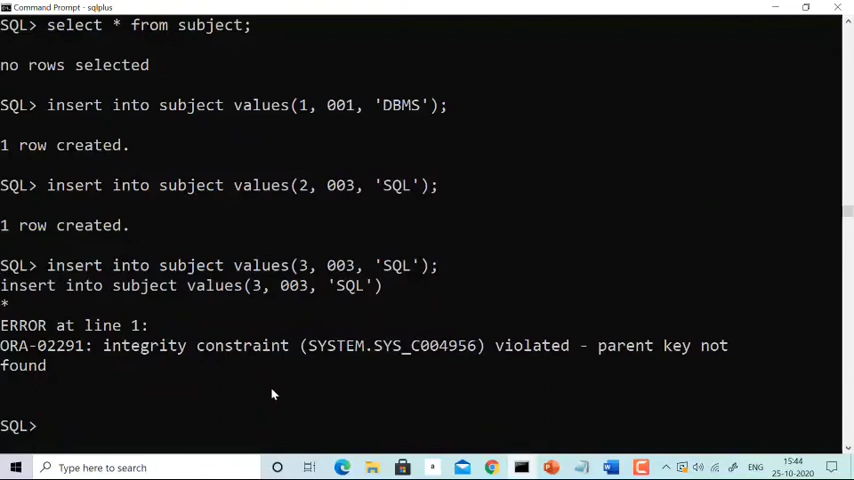 Command Prompt - sqlplus
SQL> select * from subject;
no rows selected
SQL> insert into subject values(1, 001, 'DBMS');
1 row created.
SQL> insert into subject values(2, 003, 'SQL');
1 row created.
SQL> insert into subject values(3, 003, 'SQL');
insert into subject values(3, 003, 'SQL')
*
ERROR at line 1:
ORA-02291: integrity constraint (SYSTEM.SYS_C004956) violated - parent key not
found
SQL>
Type here to search
a
ENG
15:44
25-10-2020